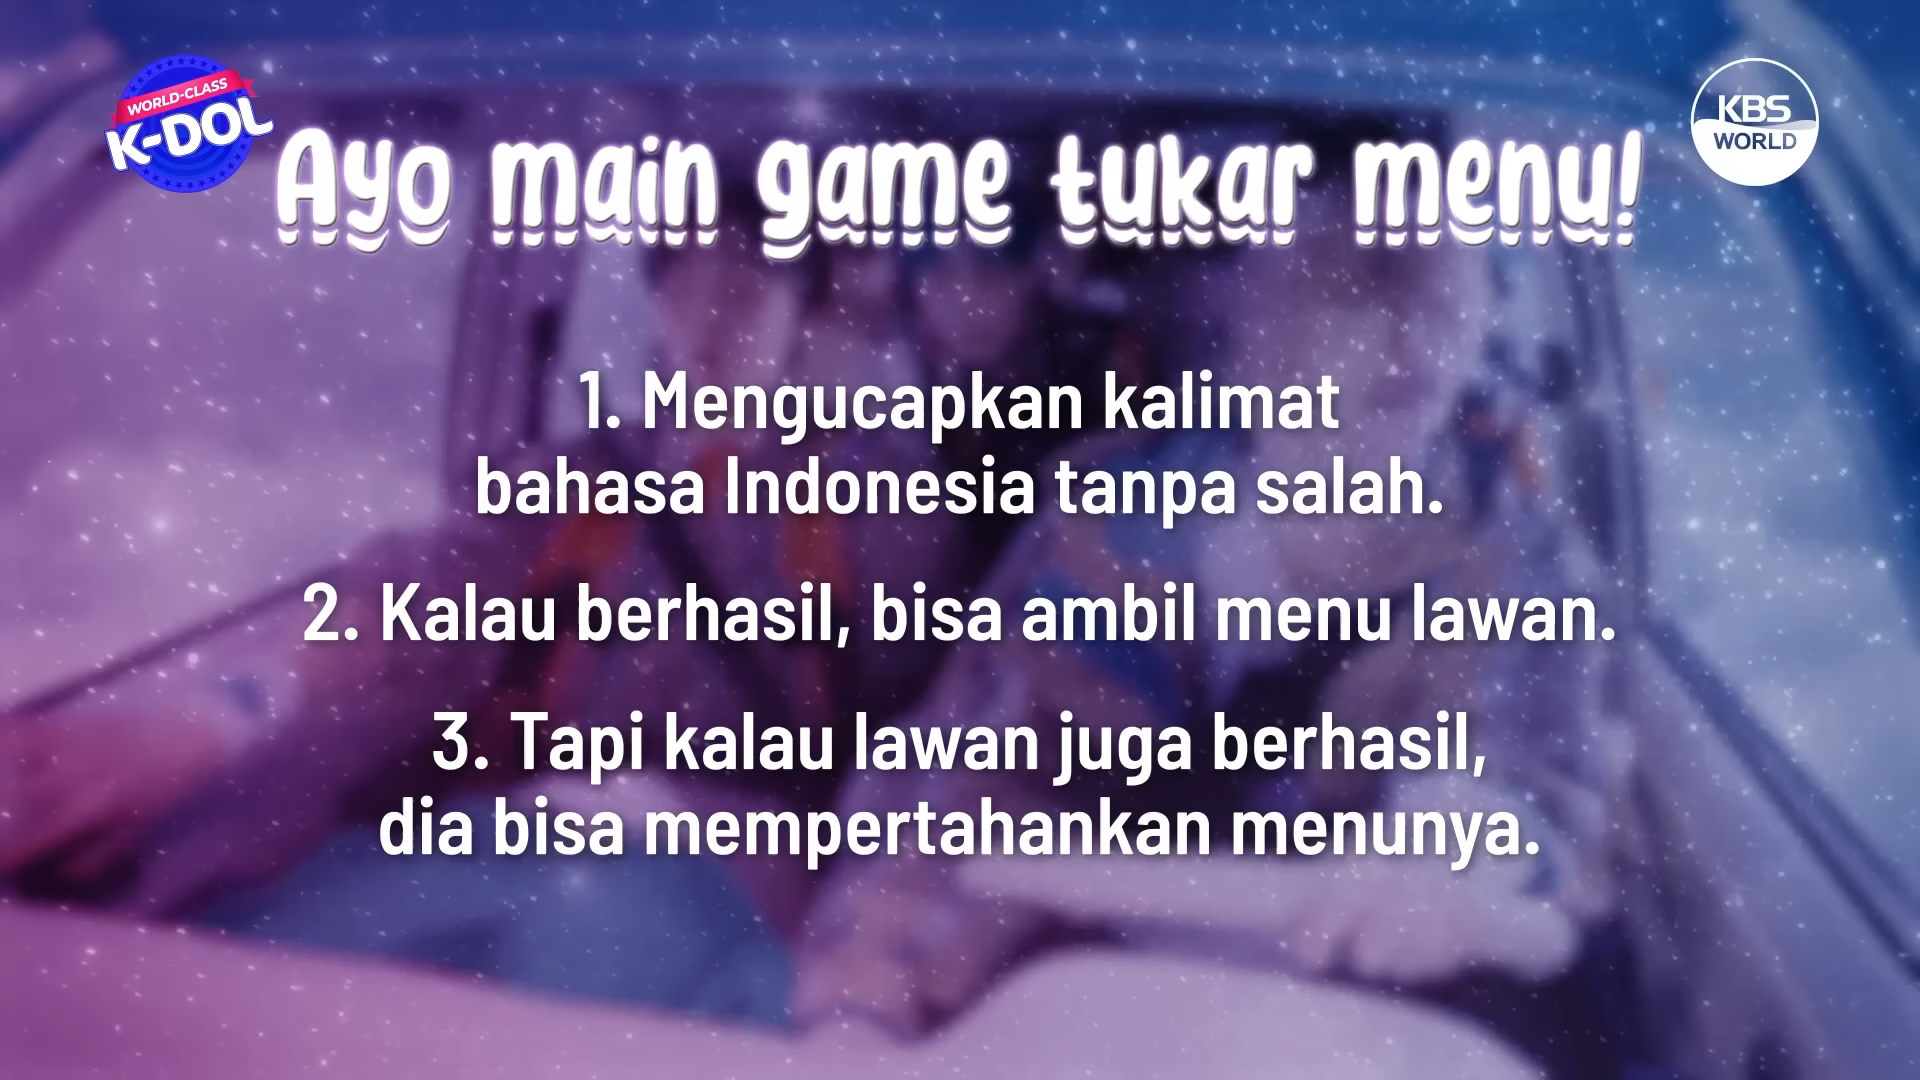 WORLD-CLASS
K-DOL
KBS
WORLD
Ayo main game tukar menu!
1. Mengucapkan kalimat
bahasa Indonesia tanpa salah.
2. Kalau berhasil, bisa ambil menu lawan.
3. Tapi kalau lawan juga berhasil,
dia bisa mempertahankan menunya.